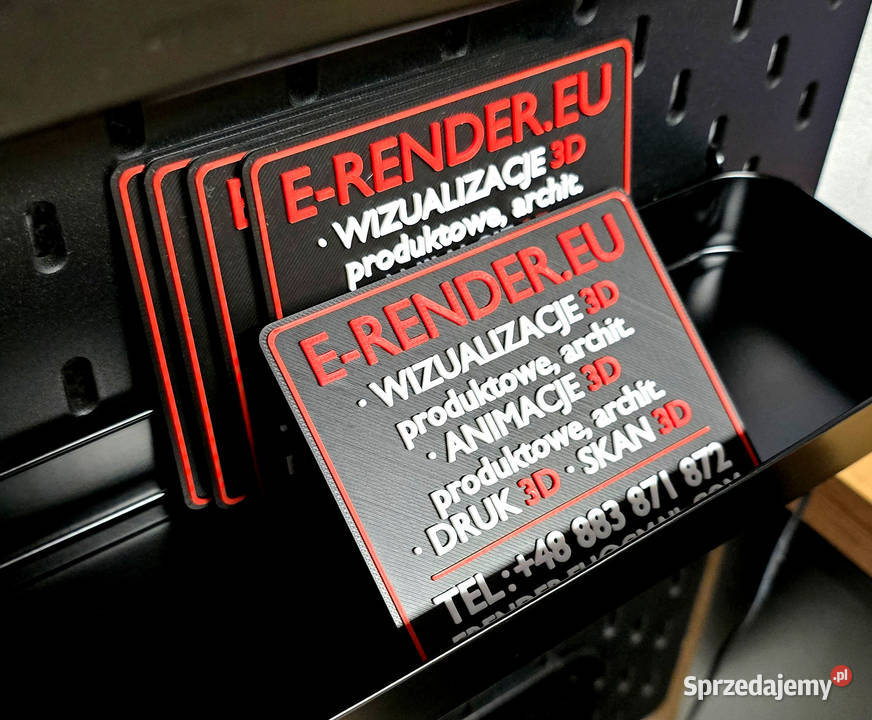 E-RENDER.EU
· WIZUALIZACJE 3D
produktowe, archit.
E-RENDER.EU
· WIZUALIZACJE 3D
produktowe, archit.
· ANIMACJE 3D
produktowe, archit.
· DRUK 3D · SKAN 3D
TEL.:+48 883 871 872
Sprzedajemy.pl